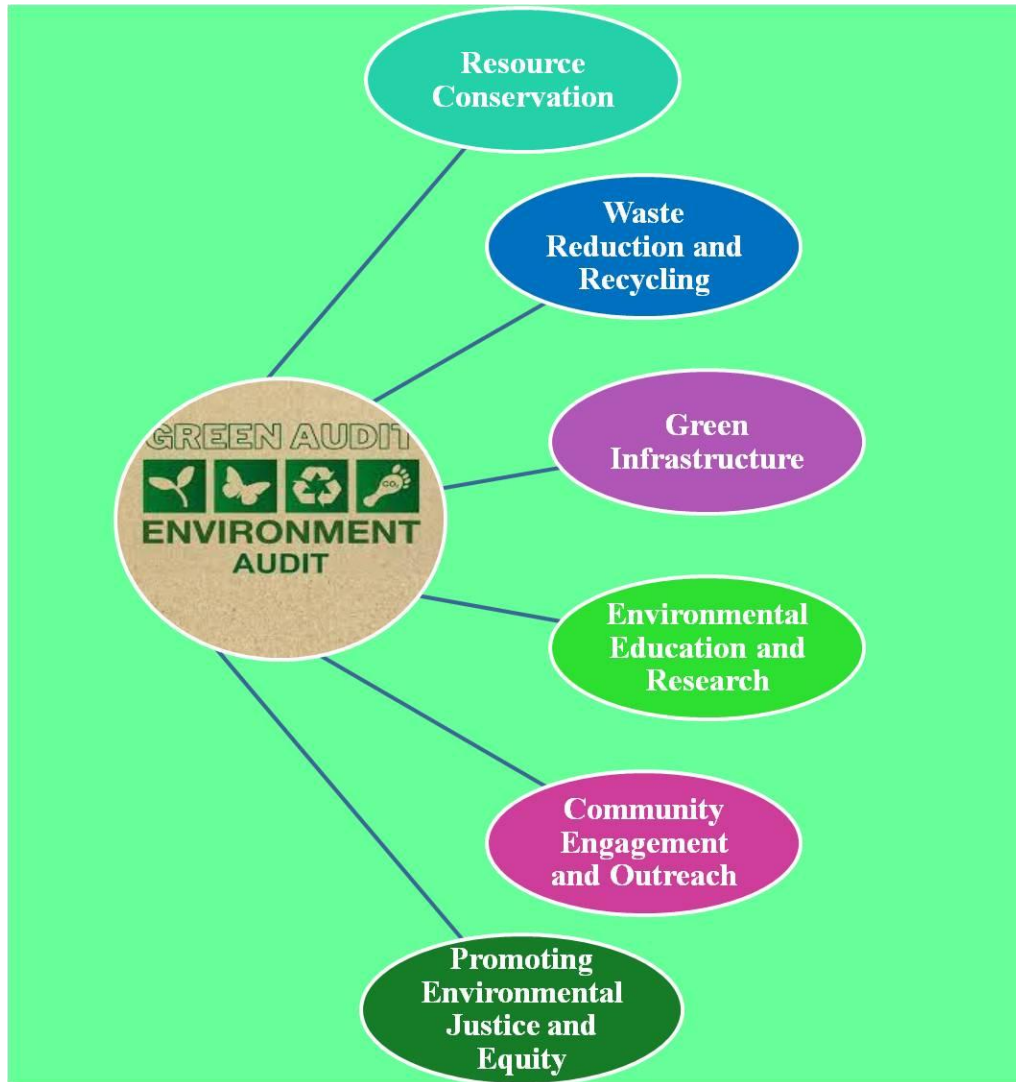 Resource
Conservation
Waste
Reduction and
Recycling
Green
Infrastructure
GREEN AUDIT
CO₂
ENVIRONMENT
AUDIT
Environmental
Education and
Research
Community
Engagement
and Outreach
Promoting
Environmental
Justice and
Equity